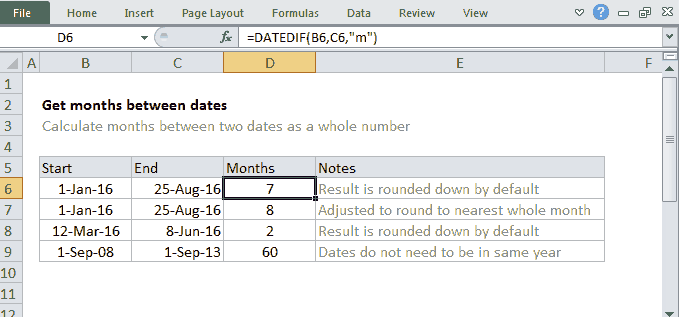 File Home Insert Page Layout Formulas Data Review View
D6 fx =DATEDIF(B6,C6,"m")
A B C D E F
1
2 Get months between dates
3 Calculate months between two dates as a whole number
4
5 Start End Months Notes
6 1-Jan-16 25-Aug-16 7 Result is rounded down by default
7 1-Jan-16 25-Aug-16 8 Adjusted to round to nearest whole month
8 12-Mar-16 8-Jun-16 2 Result is rounded down by default
9 1-Sep-08 1-Sep-13 60 Dates do not need to be in same year
10
11
12